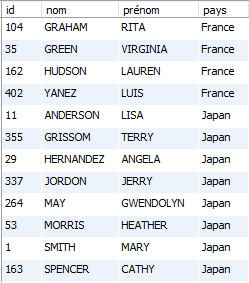 id nom prénom pays
104 GRAHAM RITA France
35 GREEN VIRGINIA France
162 HUDSON LAUREN France
402 YANEZ LUIS France
11 ANDERSON LISA Japan
355 GRISSOM TERRY Japan
29 HERNANDEZ ANGELA Japan
337 JORDON JERRY Japan
264 MAY GWENDOLYN Japan
53 MORRIS HEATHER Japan
1 SMITH MARY Japan
163 SPENCER CATHY Japan